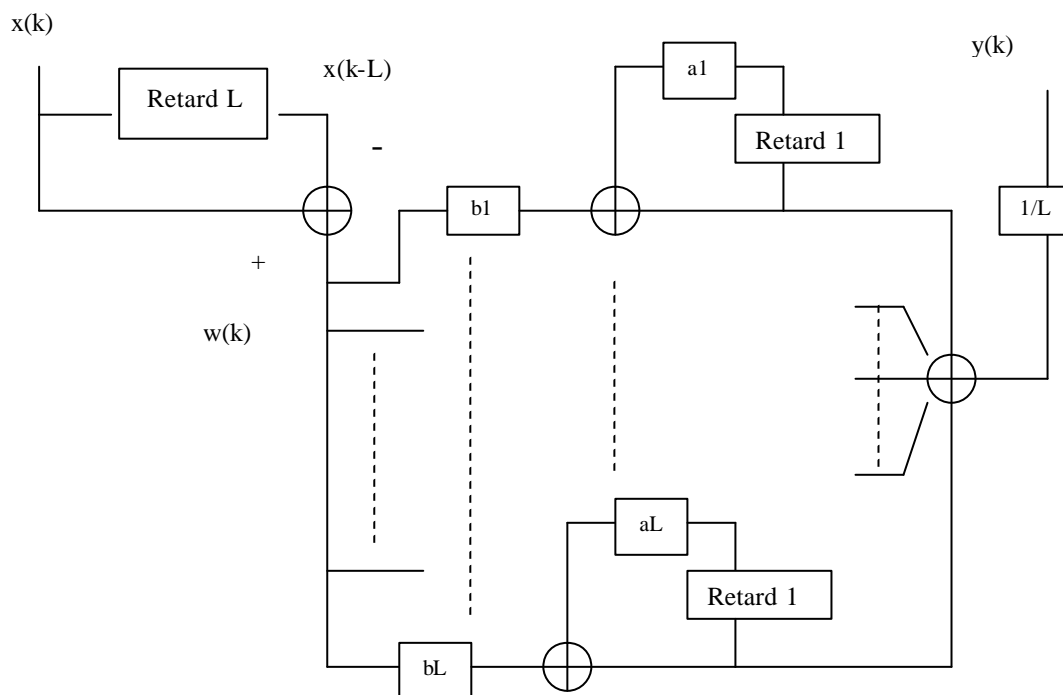 x(k)
y(k)
x(k-L)
a1
Retard L
Retard 1
-
b1
1/L
+
w(k)
aL
Retard 1
bL